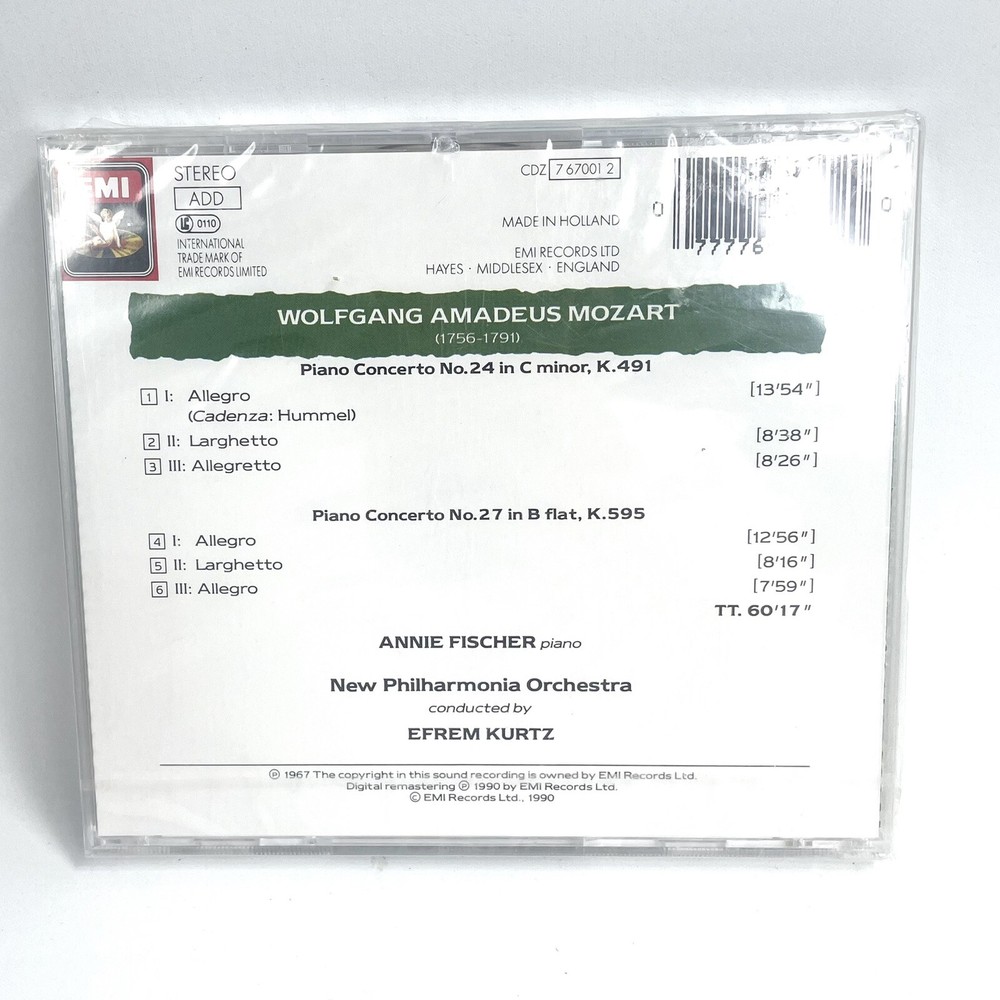 EMI
STEREO
ADD
LC 0110
INTERNATIONAL
TRADE MARK OF
EMI RECORDS LIMITED
CDZ 7 67001 2
MADE IN HOLLAND
EMI RECORDS LTD
HAYES · MIDDLESEX · ENGLAND
0 77776 0
WOLFGANG AMADEUS MOZART
(1756-1791)
Piano Concerto No.24 in C minor, K.491
1 I: Allegro [13'54"]
(Cadenza: Hummel)
2 II: Larghetto [8'38"]
3 III: Allegretto [8'26"]
Piano Concerto No.27 in B flat, K.595
4 I: Allegro [12'56"]
5 II: Larghetto [8'16"]
6 III: Allegro [7'59"]
TT. 60'17"
ANNIE FISCHER piano
New Philharmonia Orchestra
conducted by
EFREM KURTZ
℗ 1967 The copyright in this sound recording is owned by EMI Records Ltd.
Digital remastering ℗ 1990 by EMI Records Ltd.
© EMI Records Ltd., 1990